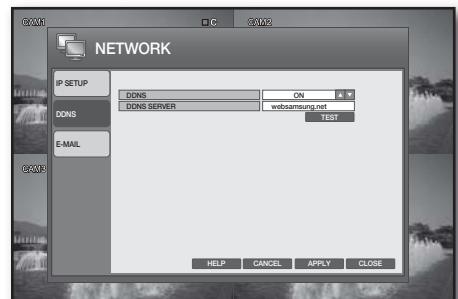 CAM1
C
CAM2
NETWORK
IP SETUP
DDNS
ON
DDNS SERVER
websamsung.net
DDNS
TEST
E-MAIL
CAM3
HELP
CANCEL
APPLY
CLOSE